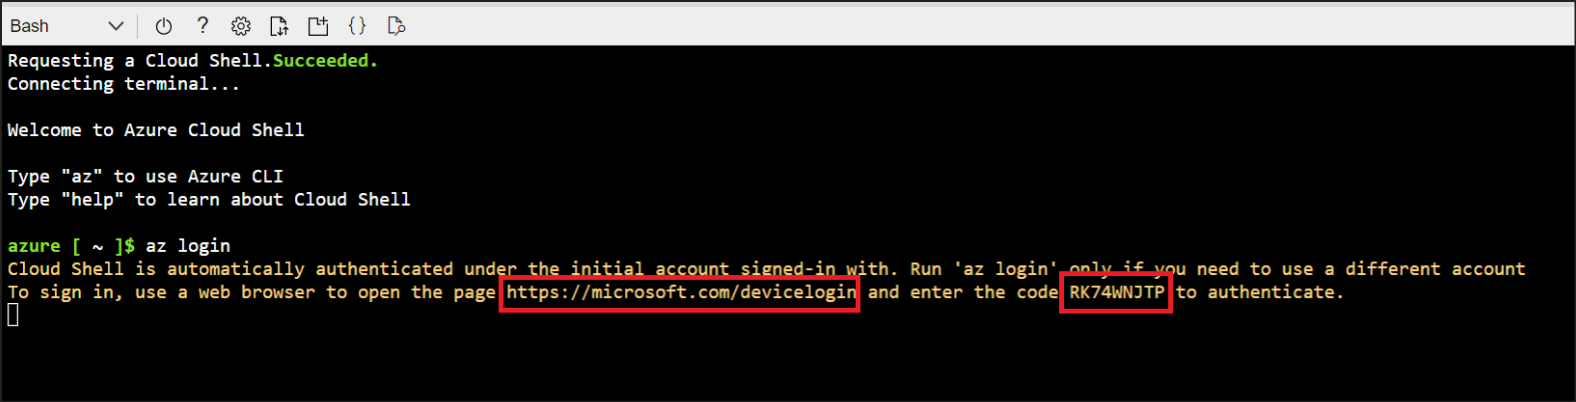 Bash ? {}
Requesting a Cloud Shell.Succeeded.
Connecting terminal...
Welcome to Azure Cloud Shell
Type "az" to use Azure CLI
Type "help" to learn about Cloud Shell
azure [ ~ ]$ az login
Cloud Shell is automatically authenticated under the initial account signed-in with. Run 'az login' only if you need to use a different account
To sign in, use a web browser to open the page https://microsoft.com/devicelogin and enter the code RK74WNJTP to authenticate.